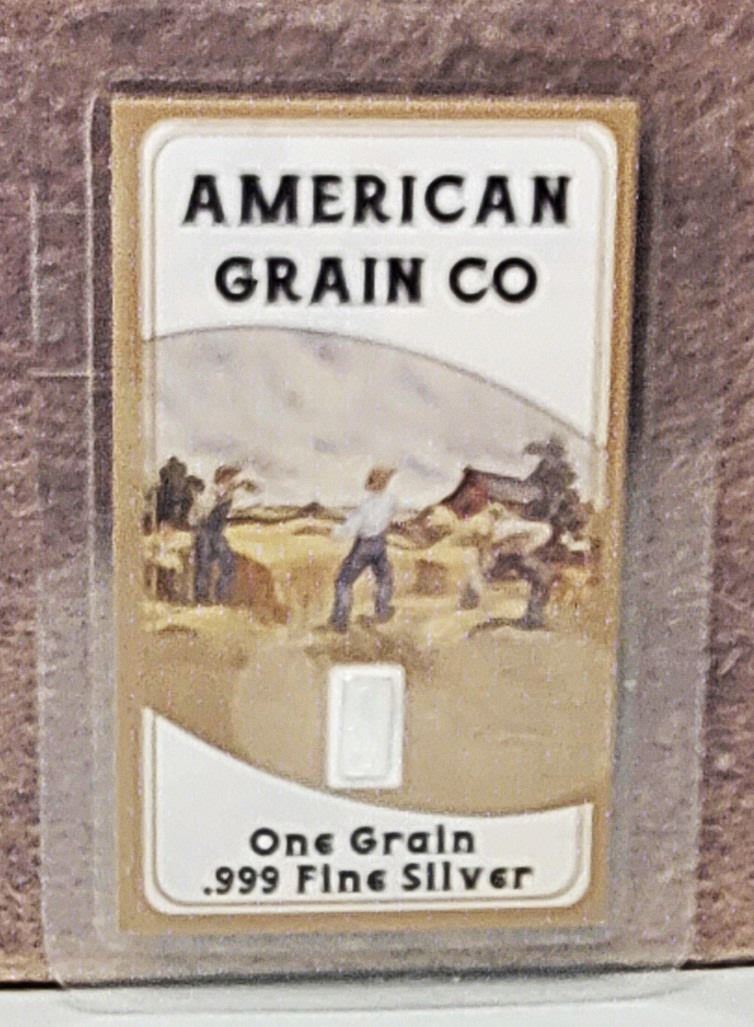 AMERICAN
GRAIN CO
One Grain
.999 Fine Silver